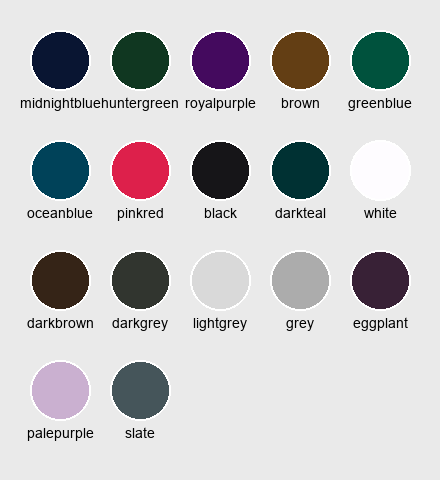 midnightblue huntergreen royalpurple brown greenblue
oceanblue pinkred black darkteal white
darkbrown darkgrey lightgrey grey eggplant
palepurple slate